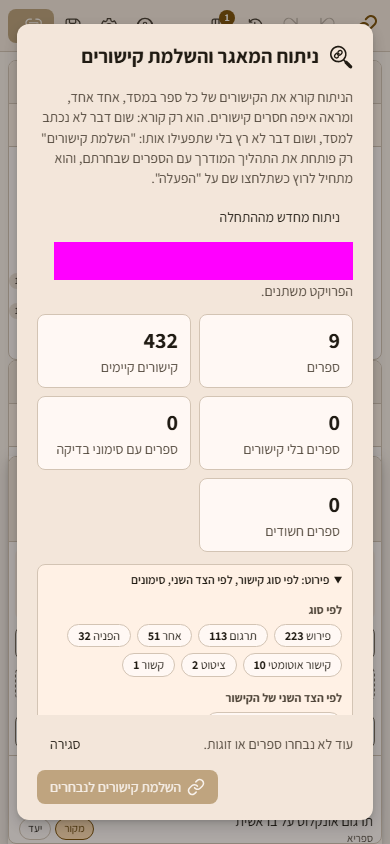 1
ניתוח המאגר והשלמת קישורים
הניתוח קורא את הקישורים של כל ספר במסד, אחד אחד,
ומראה איפה חסרים קישורים. הוא רק קורא: שום דבר לא נכתב
למסד, ושום דבר לא רץ בלי שתפעילו אותו: "השלמת קישורים"
רק פותחת את התהליך המודרך עם הספרים שבחרתם, והוא
מתחיל לרוץ כשתלחצו שם על "הפעלה".
ניתוח מחדש מההתחלה
הפרויקט משתנים.
9
ספרים
432
קישורים קיימים
0
ספרים בלי קישורים
0
ספרים עם סימוני בדיקה
0
ספרים חשודים
▼ פירוט: לפי סוג קישור, לפי הצד השני, סימונים
לפי סוג
פירוש 223
תרגום 113
אחר 51
הפניה 32
קישור אוטומטי 10
ציטוט 2
קשור 1
לפי הצד השני של הקישור
עוד לא נבחרו ספרים או זוגות.
סגירה
השלמת קישורים לנבחרים
תרגום אונקלוס על בראשית
ספריא
מקור
יעד